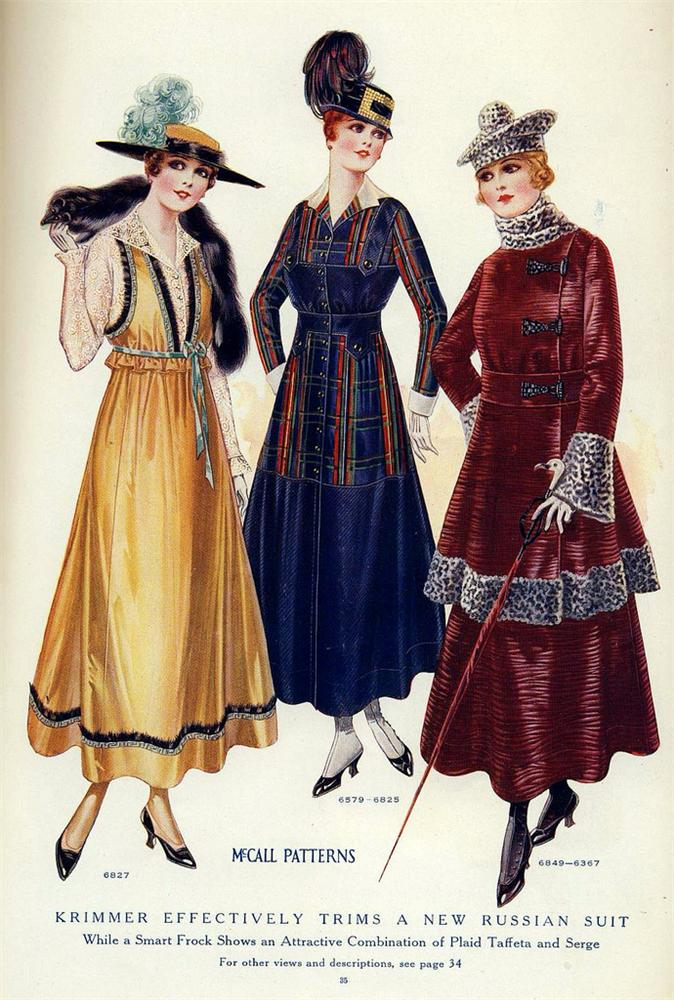 6579-6825
McCALL PATTERNS
6849-6367
6827
KRIMMER EFFECTIVELY TRIMS A NEW RUSSIAN SUIT
While a Smart Frock Shows an Attractive Combination of Plaid Taffeta and Serge
For other views and descriptions, see page 34
35